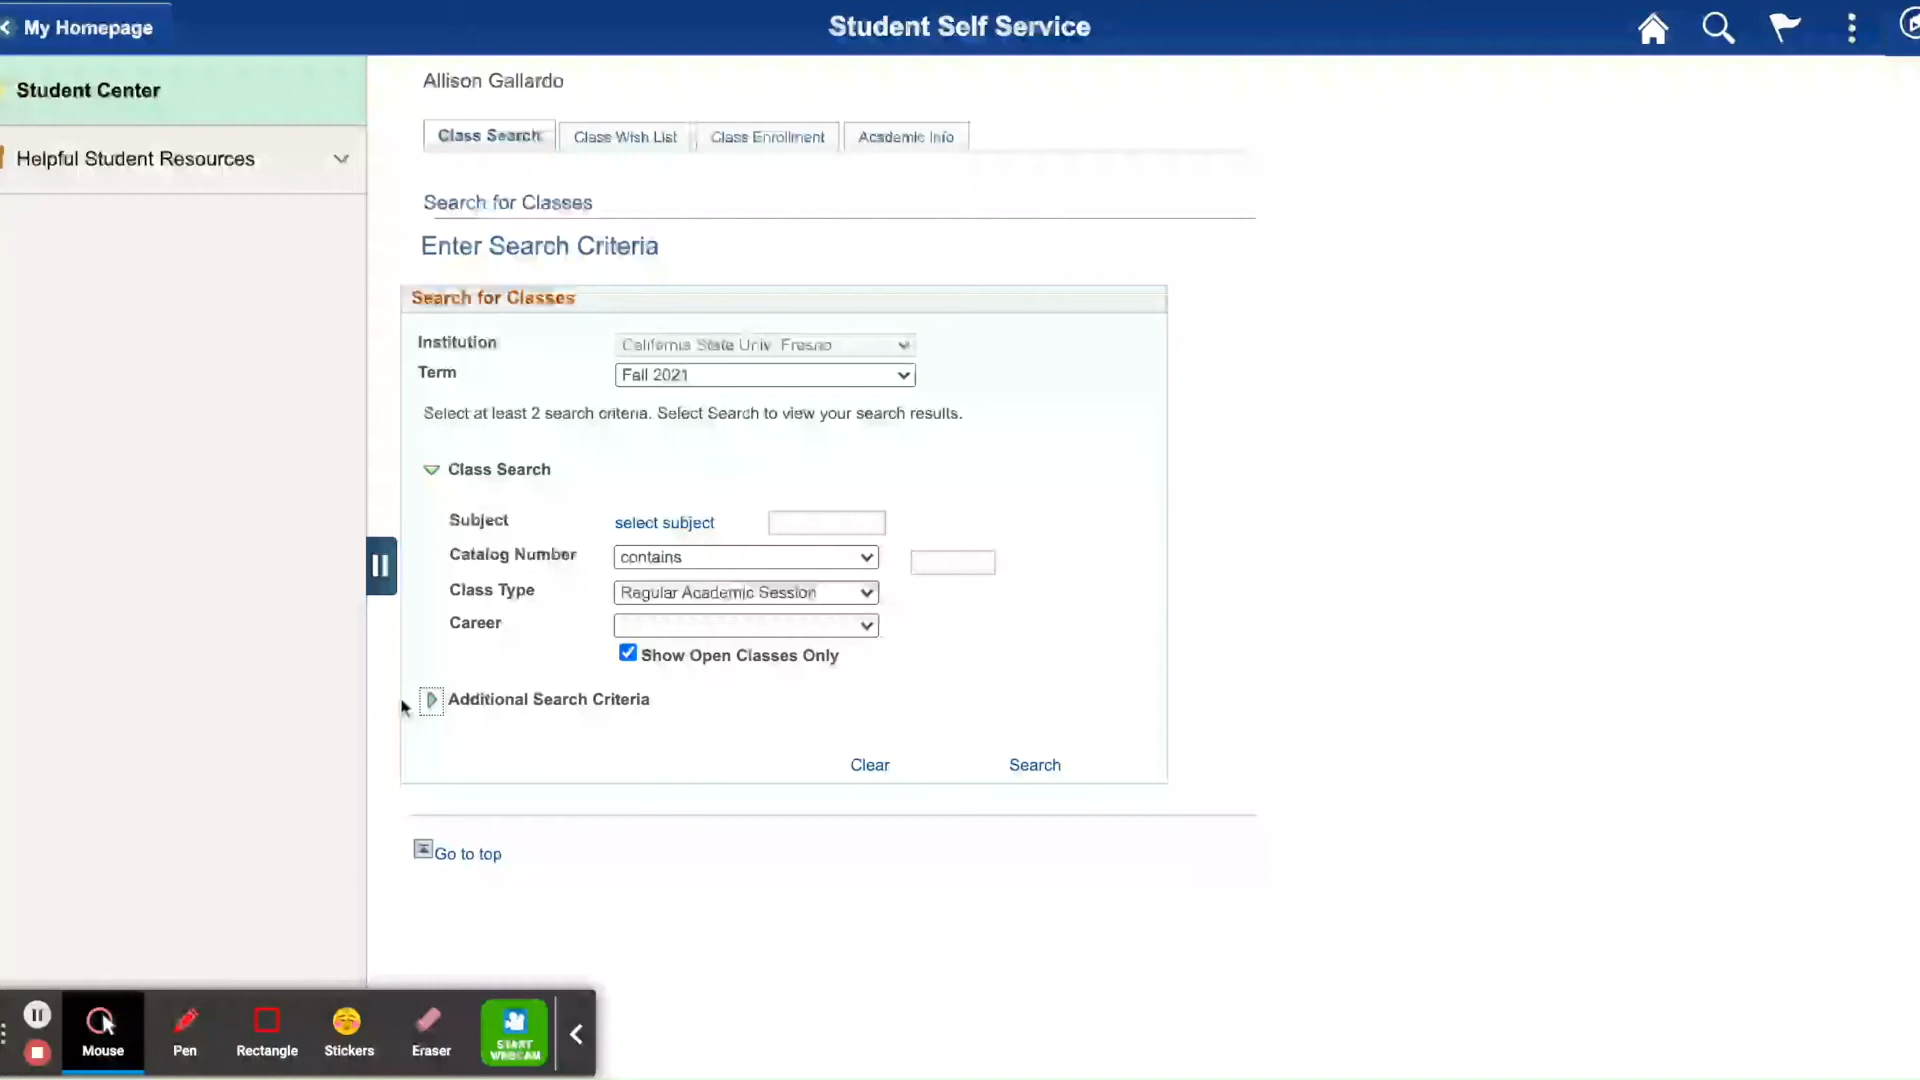 My Homepage
Student Self Service
Student Center
Helpful Student Resources
Allison Gallardo
Class Search
Class Wish List
Class Enrollment
Academic Info
Search for Classes
Enter Search Criteria
Search for Classes
Institution
California State Univ Fresno
Term
Fall 2021
Select at least 2 search criteria. Select Search to view your search results.
Class Search
Subject
select subject
Catalog Number
contains
Class Type
Regular Academic Session
Career
Show Open Classes Only
Additional Search Criteria
Clear
Search
Go to top
Mouse
Pen
Rectangle
Stickers
Eraser
START
WEBCAM